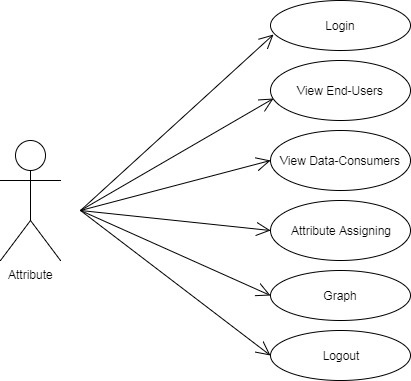 Login
View End-Users
View Data-Consumers
Attribute Assigning
Attribute
Graph
Logout